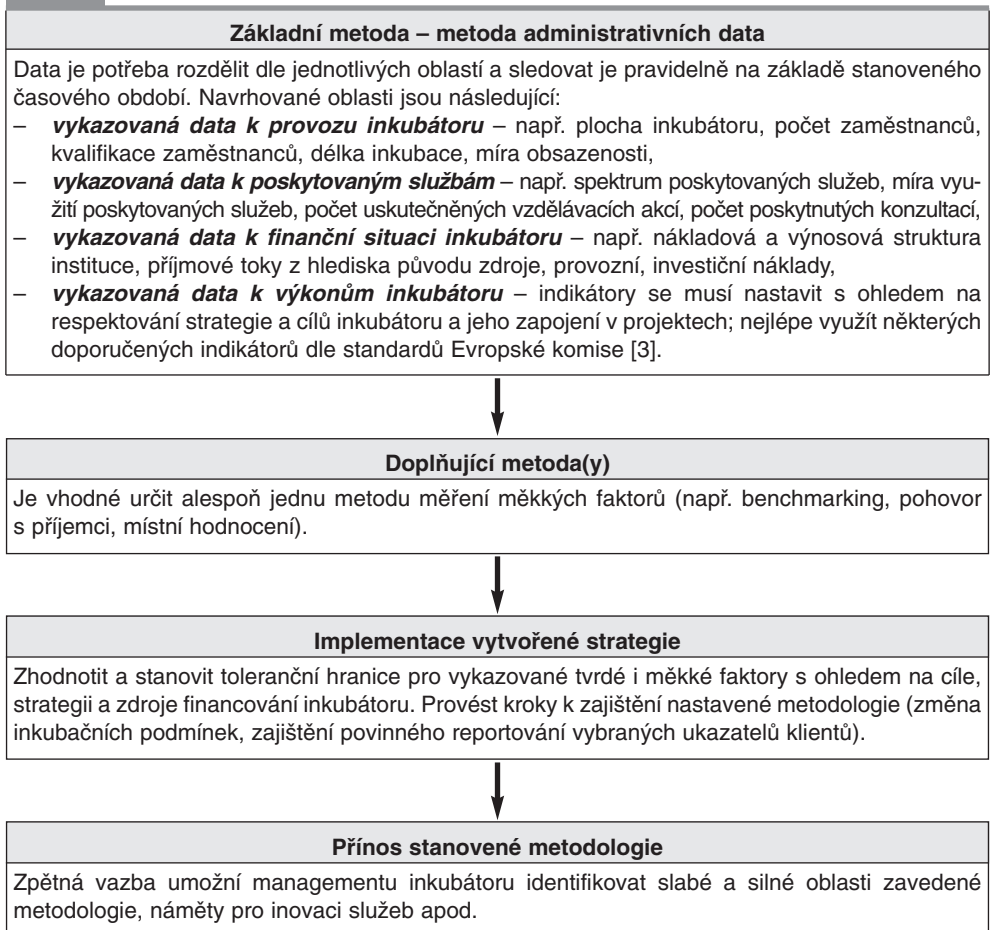 Základní metoda – metoda administrativních data
Data je potřeba rozdělit dle jednotlivých oblastí a sledovat je pravidelně na základě stanoveného
časového období. Navrhované oblasti jsou následující:
– vykazovaná data k provozu inkubátoru – např. plocha inkubátoru, počet zaměstnanců,
kvalifikace zaměstnanců, délka inkubace, míra obsazenosti,
– vykazovaná data k poskytovaným službám – např. spektrum poskytovaných služeb, míra vyu-
žití poskytovaných služeb, počet uskutečněných vzdělávacích akcí, počet poskytnutých konzultací,
– vykazovaná data k finanční situaci inkubátoru – např. nákladová a výnosová struktura
instituce, příjmové toky z hlediska původu zdroje, provozní, investiční náklady,
– vykazovaná data k výkonům inkubátoru – indikátory se musí nastavit s ohledem na
respektování strategie a cílů inkubátoru a jeho zapojení v projektech; nejlépe využít některých
doporučených indikátorů dle standardů Evropské komise [3].
Doplňující metoda(y)
Je vhodné určit alespoň jednu metodu měření měkkých faktorů (např. benchmarking, pohovor
s příjemci, místní hodnocení).
Implementace vytvořené strategie
Zhodnotit a stanovit toleranční hranice pro vykazované tvrdé i měkké faktory s ohledem na cíle,
strategii a zdroje financování inkubátoru. Provést kroky k zajištění nastavené metodologie (změna
inkubačních podmínek, zajištění povinného reportování vybraných ukazatelů klientů).
Přínos stanovené metodologie
Zpětná vazba umožní managementu inkubátoru identifikovat slabé a silné oblasti zavedené
metodologie, náměty pro inovaci služeb apod.